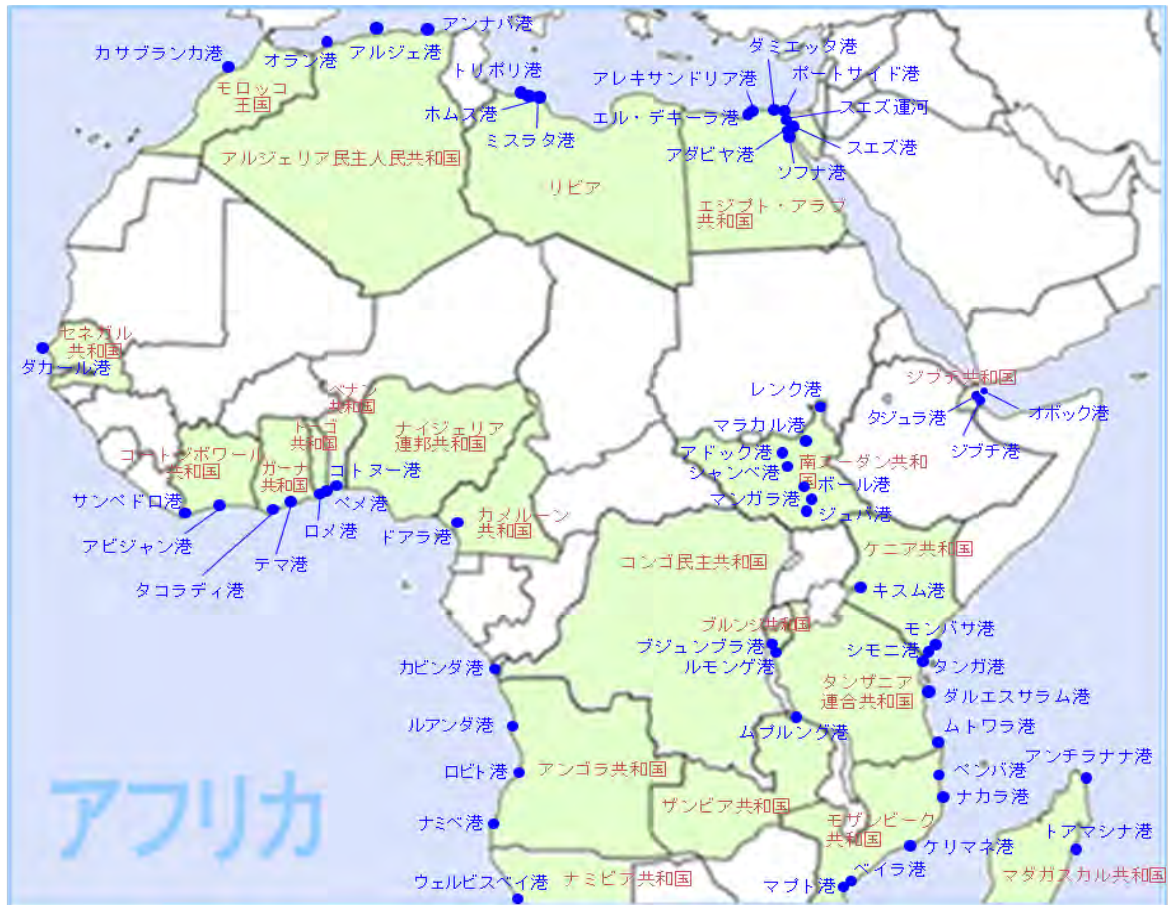 アンナバ港
アルジェ港
オラン港
カサブランカ港
モロッコ
王国
トリポリ港
ホムス港
ミスラタ港
ダミエッタ港
ポートサイド港
アレキサンドリア港
エル・デキーラ港
スエズ運河
スエズ港
アダビヤ港
ソフナ港
アルジェリア民主人民共和国
リビア
エジプト・アラブ
共和国
セネガル
共和国
ダカール港
ベナン
共和国
トーゴ
共和国
ナイジェリア
連邦共和国
コートジボワール
共和国
ガーナ
共和国
コトヌー港
ベメ港
ロメ港
サンペドロ港
アビジャン港
テマ港
タコラディ港
ドアラ港
カメルーン
共和国
ジブチ共和国
オボック港
タジュラ港
ジブチ港
レンク港
マラカル港
アドック港
シャンベ港
南スーダン共和
国
ボール港
マンガラ港
ジュバ港
コンゴ民主共和国
ケニア共和国
キスム港
ブルンジ共和国
ブジュンブラ港
ルモンゲ港
モンバサ港
シモニ港
タンガ港
タンザニア
連合共和国
ダルエスサラム港
カビンダ港
ムプルング港
ムトワラ港
ルアンダ港
アンチラナナ港
ロビト港
アンゴラ共和国
ペンバ港
ナカラ港
ザンビア共和国
モザンビーク
共和国
ナミベ港
トアマシナ港
ケリマネ港
ベイラ港
マプト港
マダガスカル共和国
ウェルビスベイ港
ナミビア共和国
アフリカ